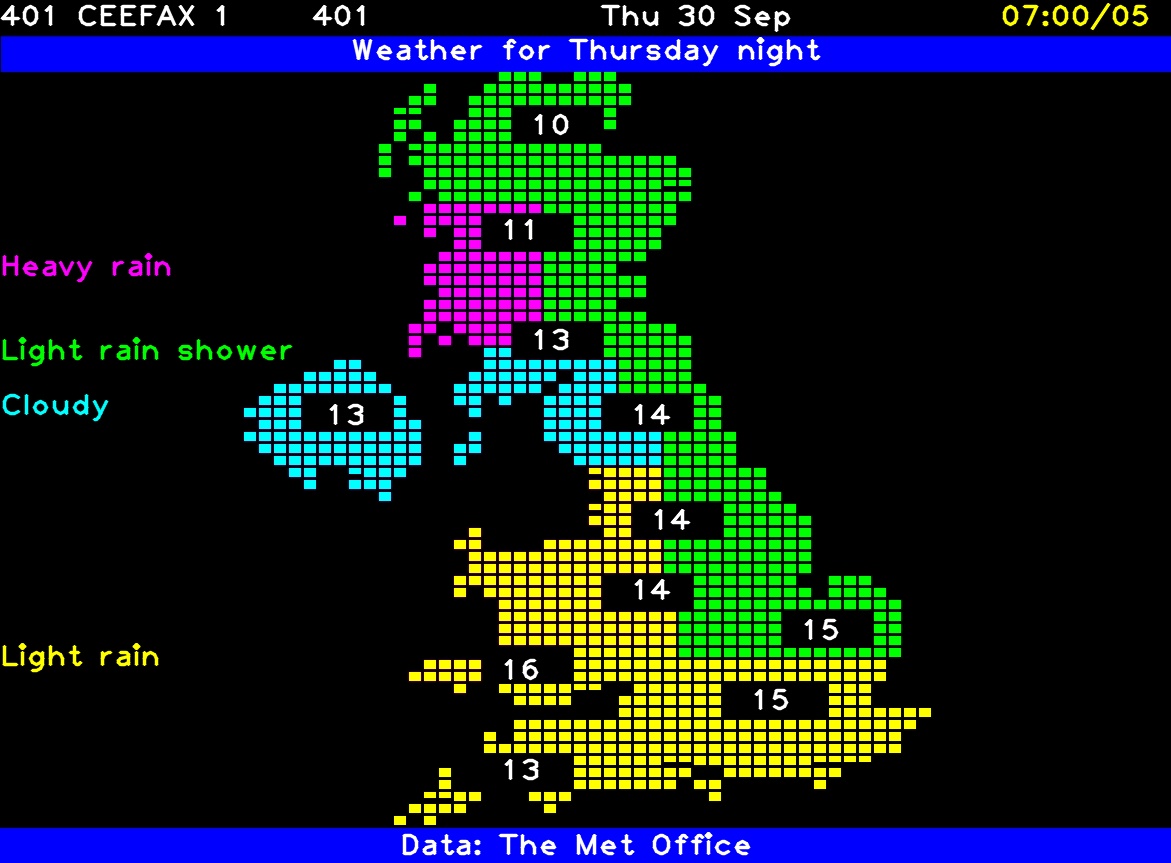 401 CEEFAX 1 401 Thu 30 Sep 07:00/05
Weather for Thursday night
10
11
Heavy rain
13
Light rain shower
Cloudy
13
14
14
14
15
Light rain
16
15
13
Data: The Met Office